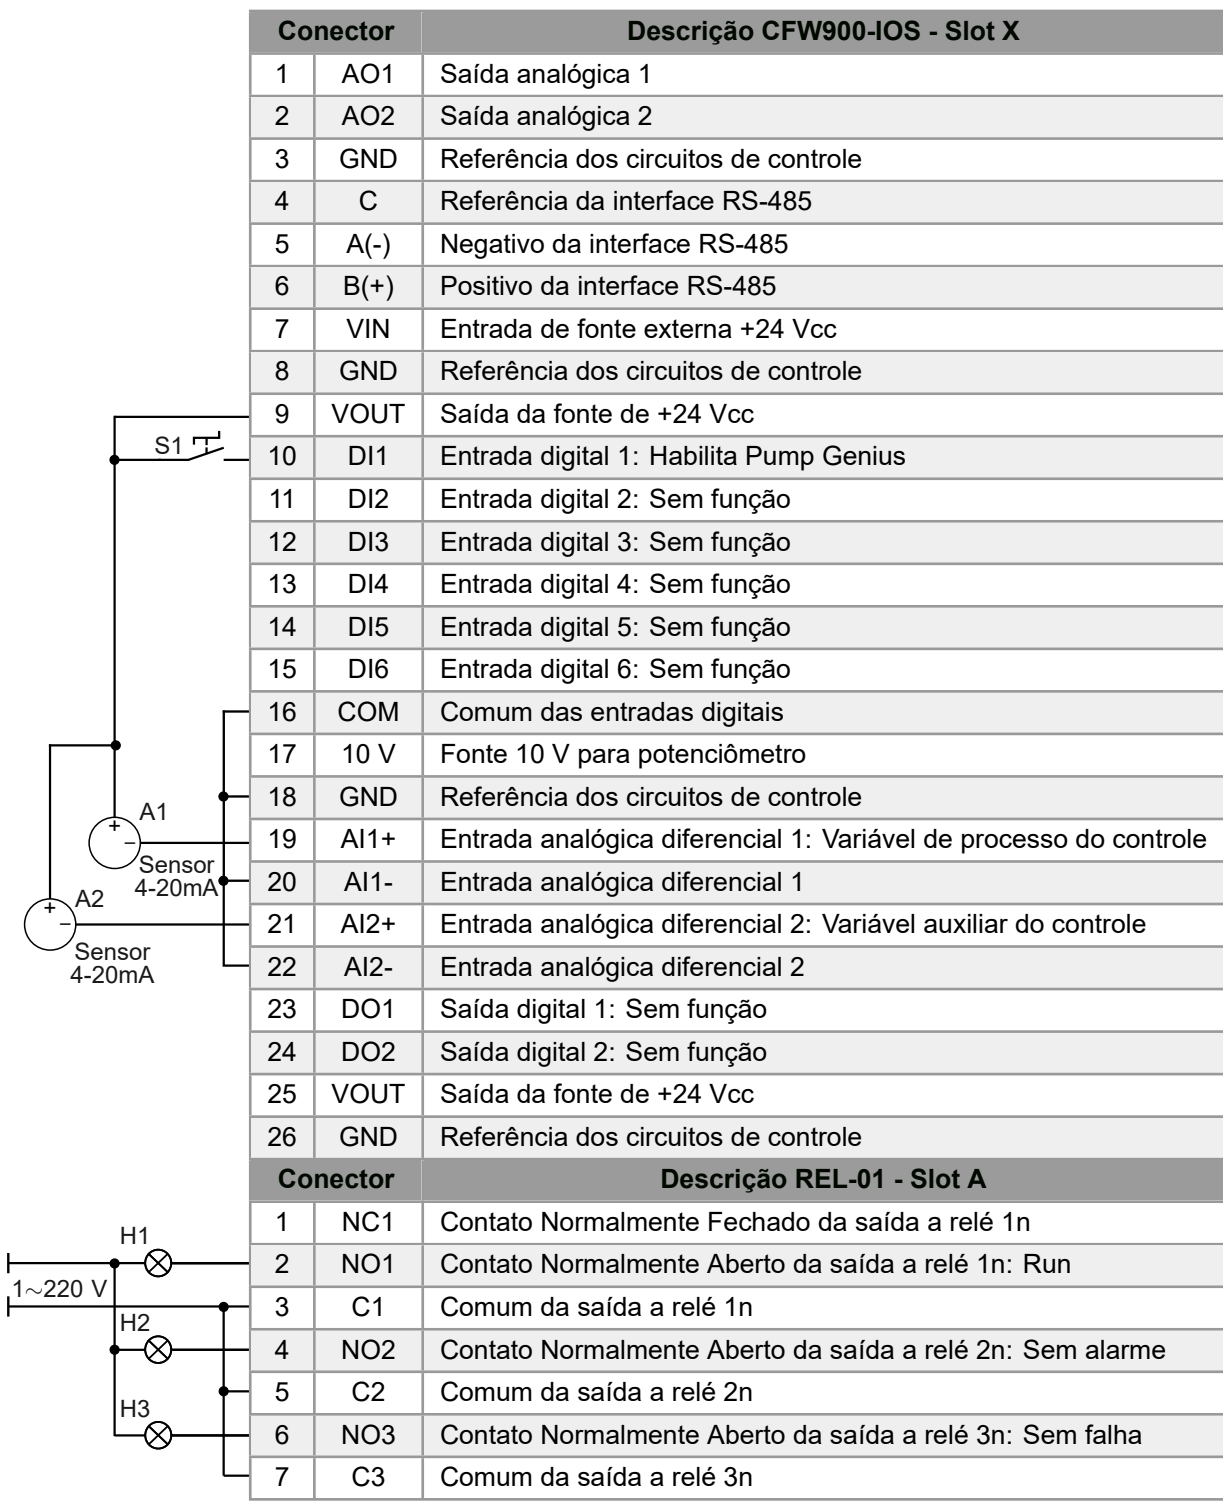 Conector Descrição CFW900-IOS - Slot X
1 AO1 Saída analógica 1
2 AO2 Saída analógica 2
3 GND Referência dos circuitos de controle
4 C Referência da interface RS-485
5 A(-) Negativo da interface RS-485
6 B(+) Positivo da interface RS-485
7 VIN Entrada de fonte externa +24 Vcc
8 GND Referência dos circuitos de controle
9 VOUT Saída da fonte de +24 Vcc
S1 10 DI1 Entrada digital 1: Habilita Pump Genius
11 DI2 Entrada digital 2: Sem função
12 DI3 Entrada digital 3: Sem função
13 DI4 Entrada digital 4: Sem função
14 DI5 Entrada digital 5: Sem função
15 DI6 Entrada digital 6: Sem função
16 COM Comum das entradas digitais
17 10 V Fonte 10 V para potenciômetro
18 GND Referência dos circuitos de controle
A1
+
− 19 AI1+ Entrada analógica diferencial 1: Variável de processo do controle
Sensor
4-20mA 20 AI1- Entrada analógica diferencial 1
A2
+
− 21 AI2+ Entrada analógica diferencial 2: Variável auxiliar do controle
Sensor
4-20mA 22 AI2- Entrada analógica diferencial 2
23 DO1 Saída digital 1: Sem função
24 DO2 Saída digital 2: Sem função
25 VOUT Saída da fonte de +24 Vcc
26 GND Referência dos circuitos de controle
Conector Descrição REL-01 - Slot A
1 NC1 Contato Normalmente Fechado da saída a relé 1n
H1
2 NO1 Contato Normalmente Aberto da saída a relé 1n: Run
1~220 V 3 C1 Comum da saída a relé 1n
H2
4 NO2 Contato Normalmente Aberto da saída a relé 2n: Sem alarme
5 C2 Comum da saída a relé 2n
H3
6 NO3 Contato Normalmente Aberto da saída a relé 3n: Sem falha
7 C3 Comum da saída a relé 3n